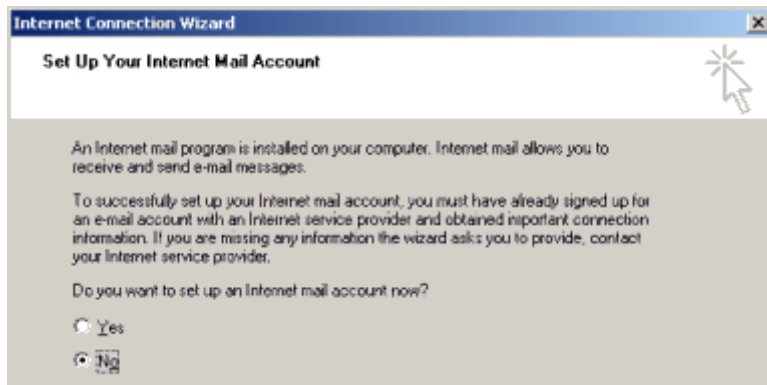 Internet Connection Wizard
Set Up Your Internet Mail Account
An Internet mail program is installed on your computer. Internet mail allows you to
receive and send e-mail messages.
To successfully set up your Internet mail account, you must have already signed up for
an e-mail account with an Internet service provider and obtained important connection
information. If you are missing any information the wizard asks you to provide, contact
your Internet service provider.
Do you want to set up an Internet mail account now?
Yes
No